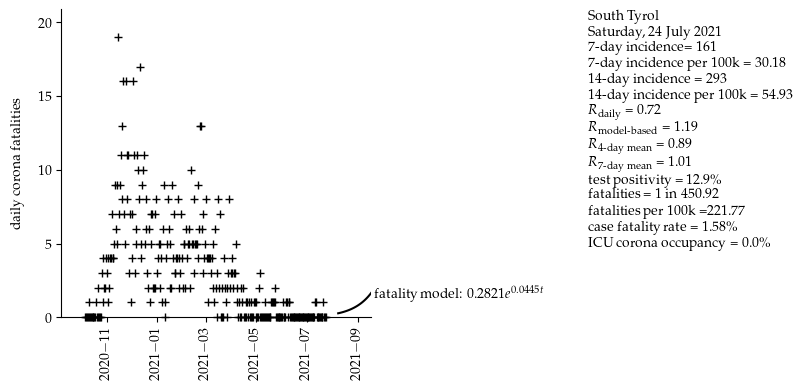 South Tyrol
Saturday, 24 July 2021
7-day incidence= 161
7-day incidence per 100k = 30.18
14-day incidence = 293
14-day incidence per 100k = 54.93
R_daily = 0.72
R_model-based = 1.19
R_4-day mean = 0.89
R_7-day mean = 1.01
test positivity = 12.9%
fatalities = 1 in 450.92
fatalities per 100k =221.77
case fatality rate = 1.58%
ICU corona occupancy = 0.0%
daily corona fatalities
20
15
10
5
0
fatality model: 0.2821e^0.0445t
2020−11
2021−01
2021−03
2021−05
2021−07
2021−09